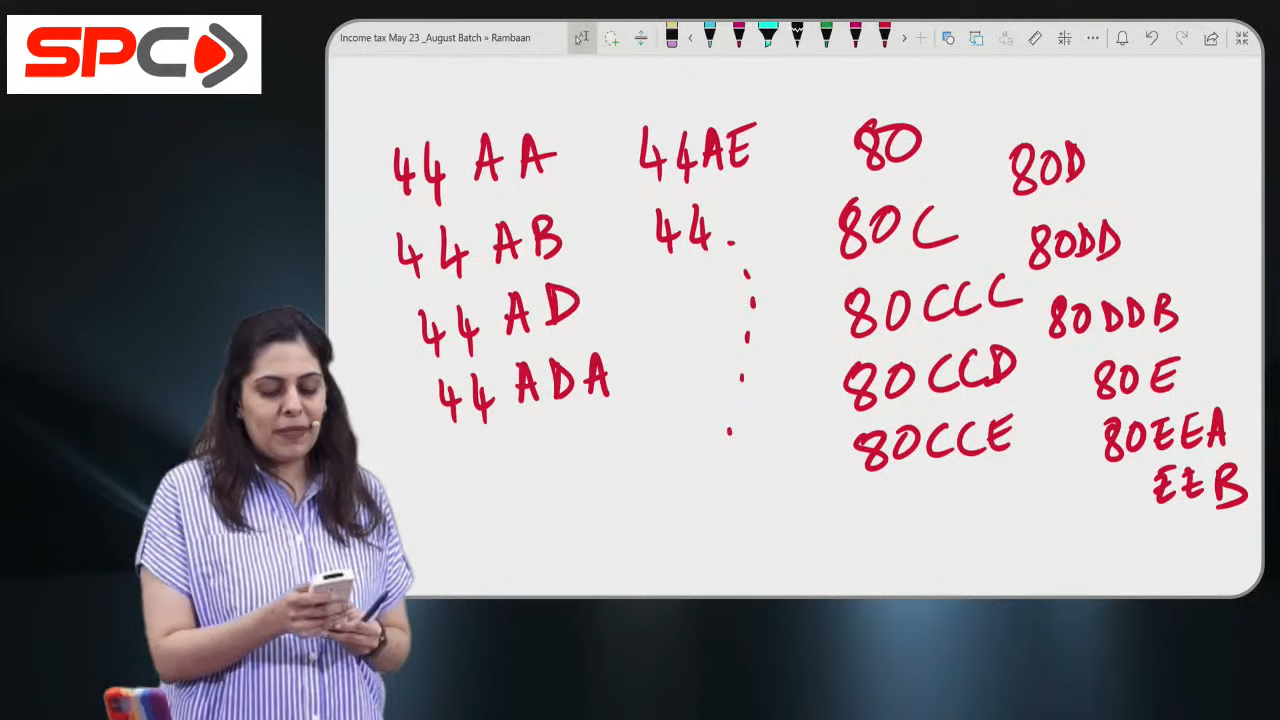 SPC
Income tax May 23 _August Batch » Rambaan
44 AA
44 AB
44 AD
44 ADA
44AE
44.
80
80C
80CCC
80CCD
80CCE
80D
80DD
80DDB
80E
80EEA
EEB